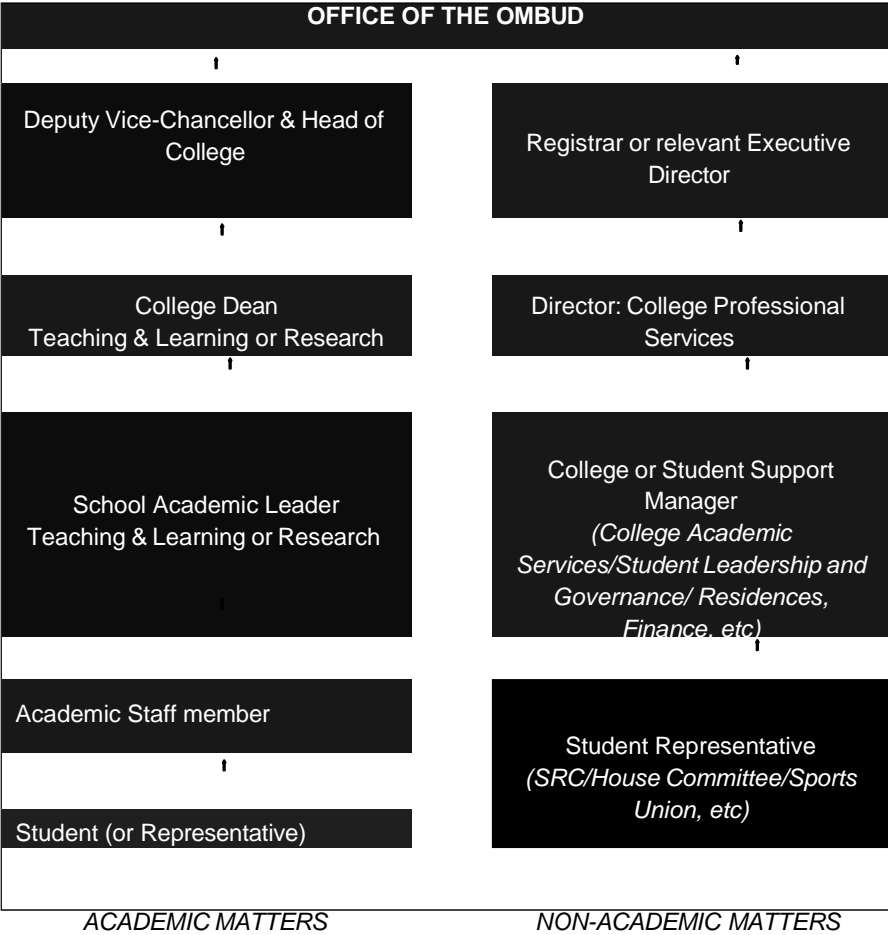 OFFICE OF THE OMBUD
Deputy Vice-Chancellor & Head of
College
Registrar or relevant Executive
Director
College Dean
Teaching & Learning or Research
Director: College Professional
Services
School Academic Leader
Teaching & Learning or Research
College or Student Support
Manager
(College Academic
Services/Student Leadership and
Governance/ Residences,
Finance, etc)
Academic Staff member
Student (or Representative)
Student Representative
(SRC/House Committee/Sports
Union, etc)
ACADEMIC MATTERS
NON-ACADEMIC MATTERS